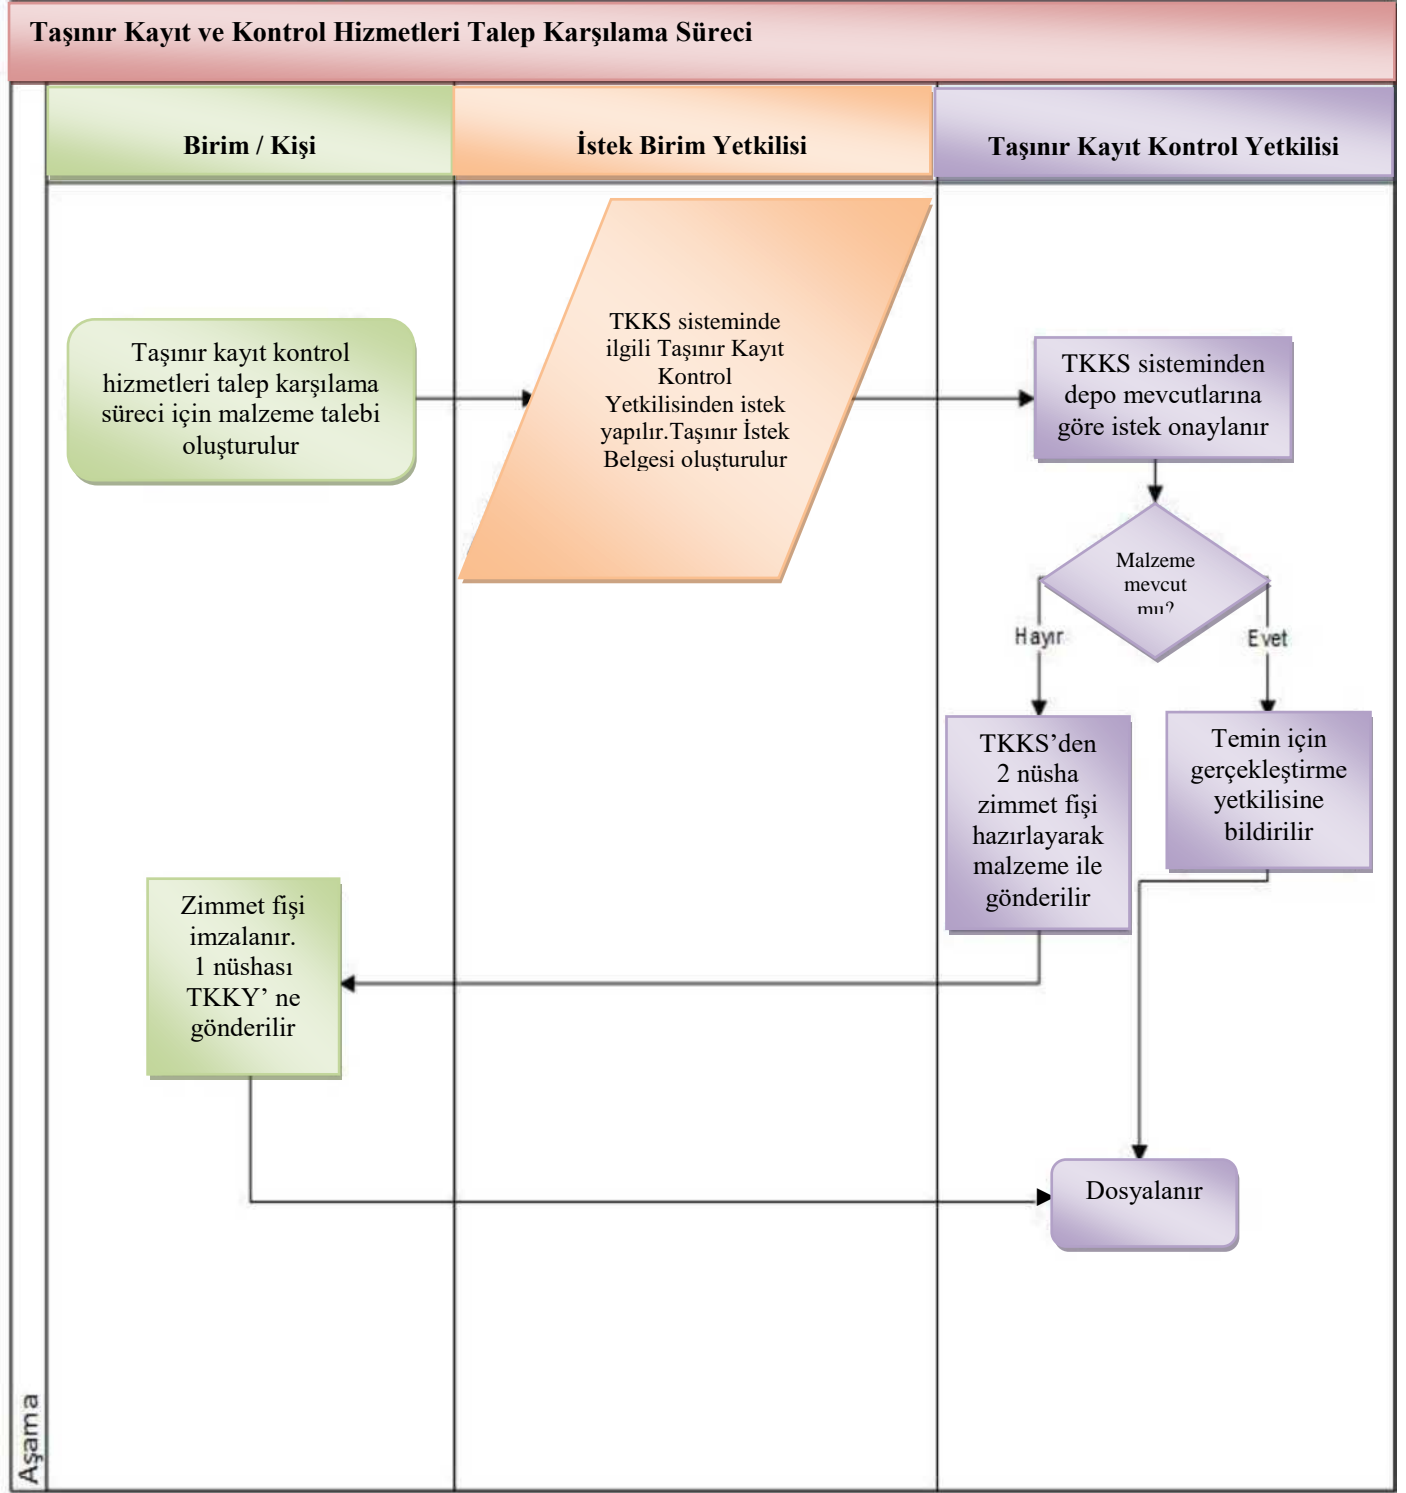 Taşınır Kayıt ve Kontrol Hizmetleri Talep Karşılama Süreci
Birim / Kişi
İstek Birim Yetkilisi
Taşınır Kayıt Kontrol Yetkilisi
Taşınır kayıt kontrol
hizmetleri talep karşılama
süreci için malzeme talebi
oluşturulur
TKKS sisteminde
ilgili Taşınır Kayıt
Kontrol
Yetkilisinden istek
yapılır.Taşınır İstek
Belgesi oluşturulur
TKKS sisteminden
depo mevcutlarına
göre istek onaylanır
Malzeme
mevcut
mu?
Hayır
Evet
TKKS’den
2 nüsha
zimmet fişi
hazırlayarak
malzeme ile
gönderilir
Temin için
gerçekleştirme
yetkilisine
bildirilir
Zimmet fişi
imzalanır.
1 nüshası
TKKY’ ne
gönderilir
Dosyalanır
Aşama